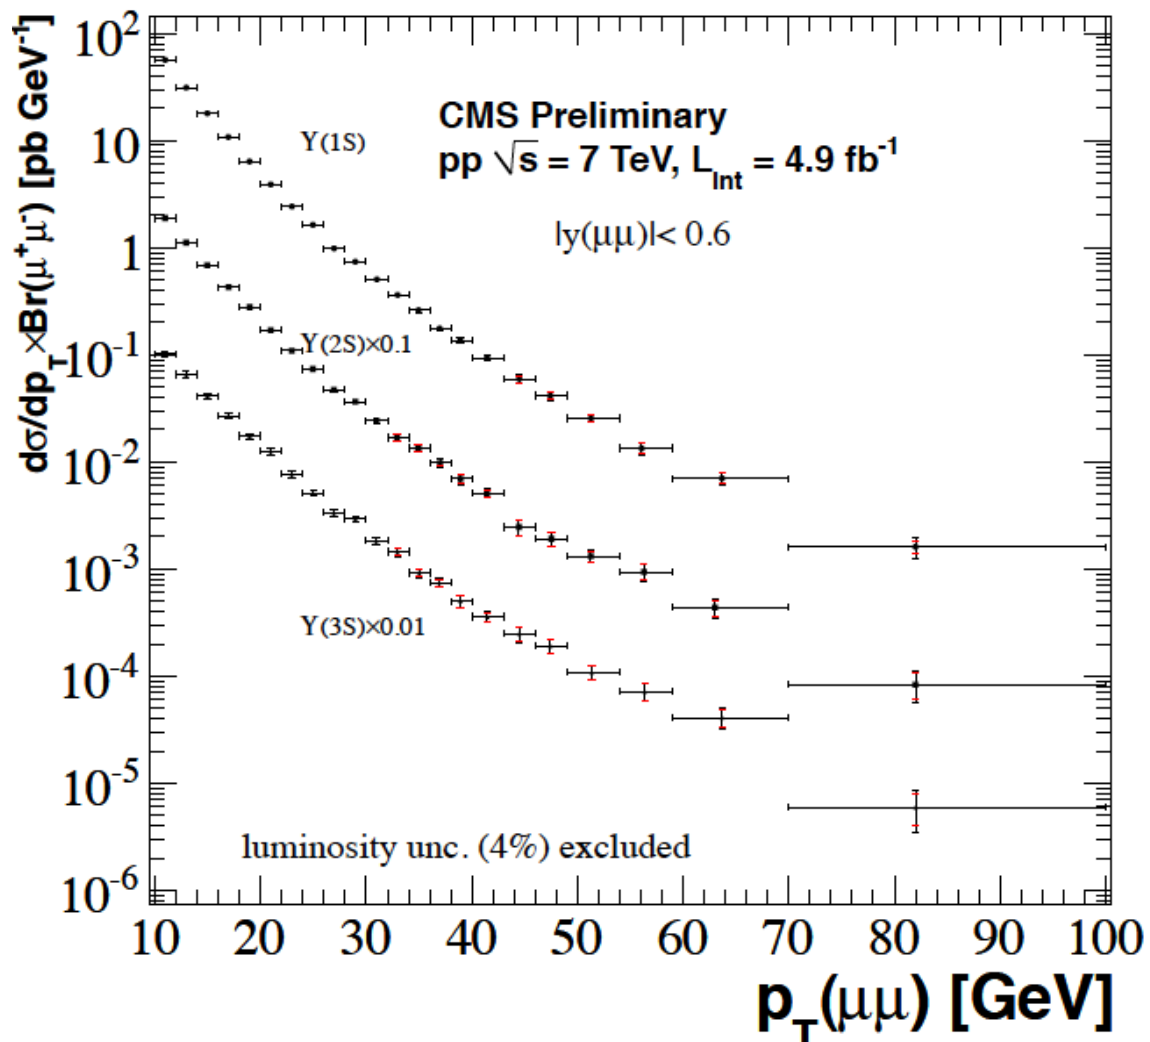 dσ/dp_T ×Br(μ⁺μ⁻) [pb GeV⁻¹]
10²
10
1
10⁻¹
10⁻²
10⁻³
10⁻⁴
10⁻⁵
10⁻⁶
CMS Preliminary
pp √s = 7 TeV, L_Int = 4.9 fb⁻¹
|y(μμ)|< 0.6
Υ(1S)
Υ(2S)×0.1
Υ(3S)×0.01
luminosity unc. (4%) excluded
10 20 30 40 50 60 70 80 90 100
p_T(μμ) [GeV]